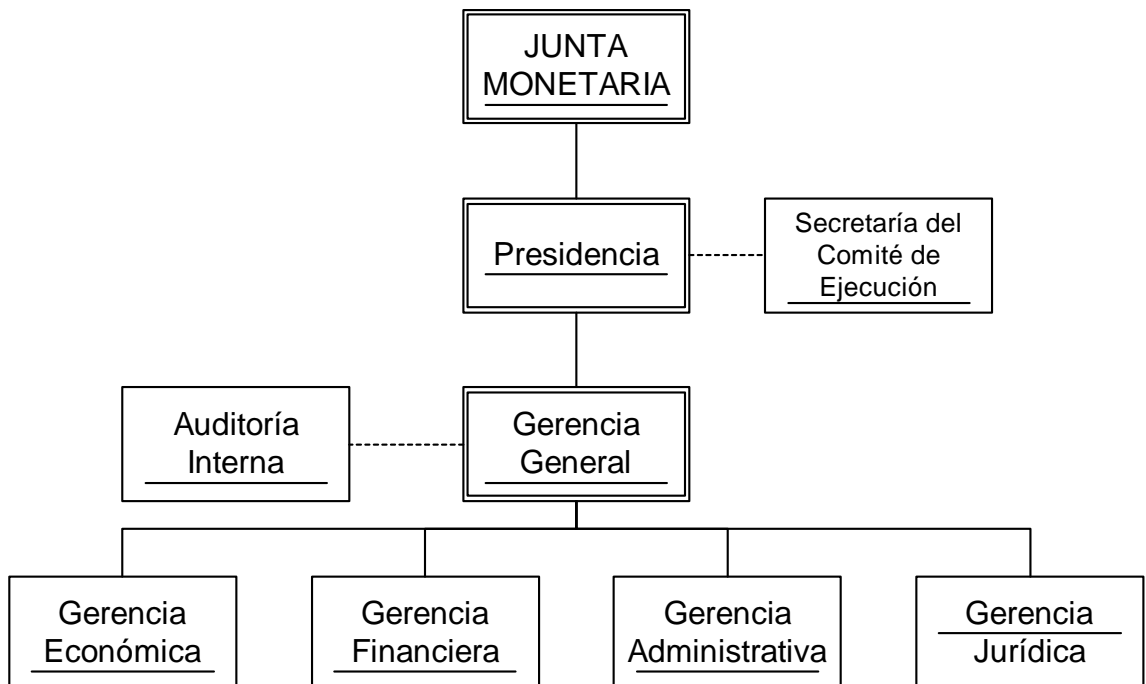 JUNTA
MONETARIA
Presidencia
Secretaría del
Comité de
Ejecución
Auditoría
Interna
Gerencia
General
Gerencia
Económica
Gerencia
Financiera
Gerencia
Administrativa
Gerencia
Jurídica